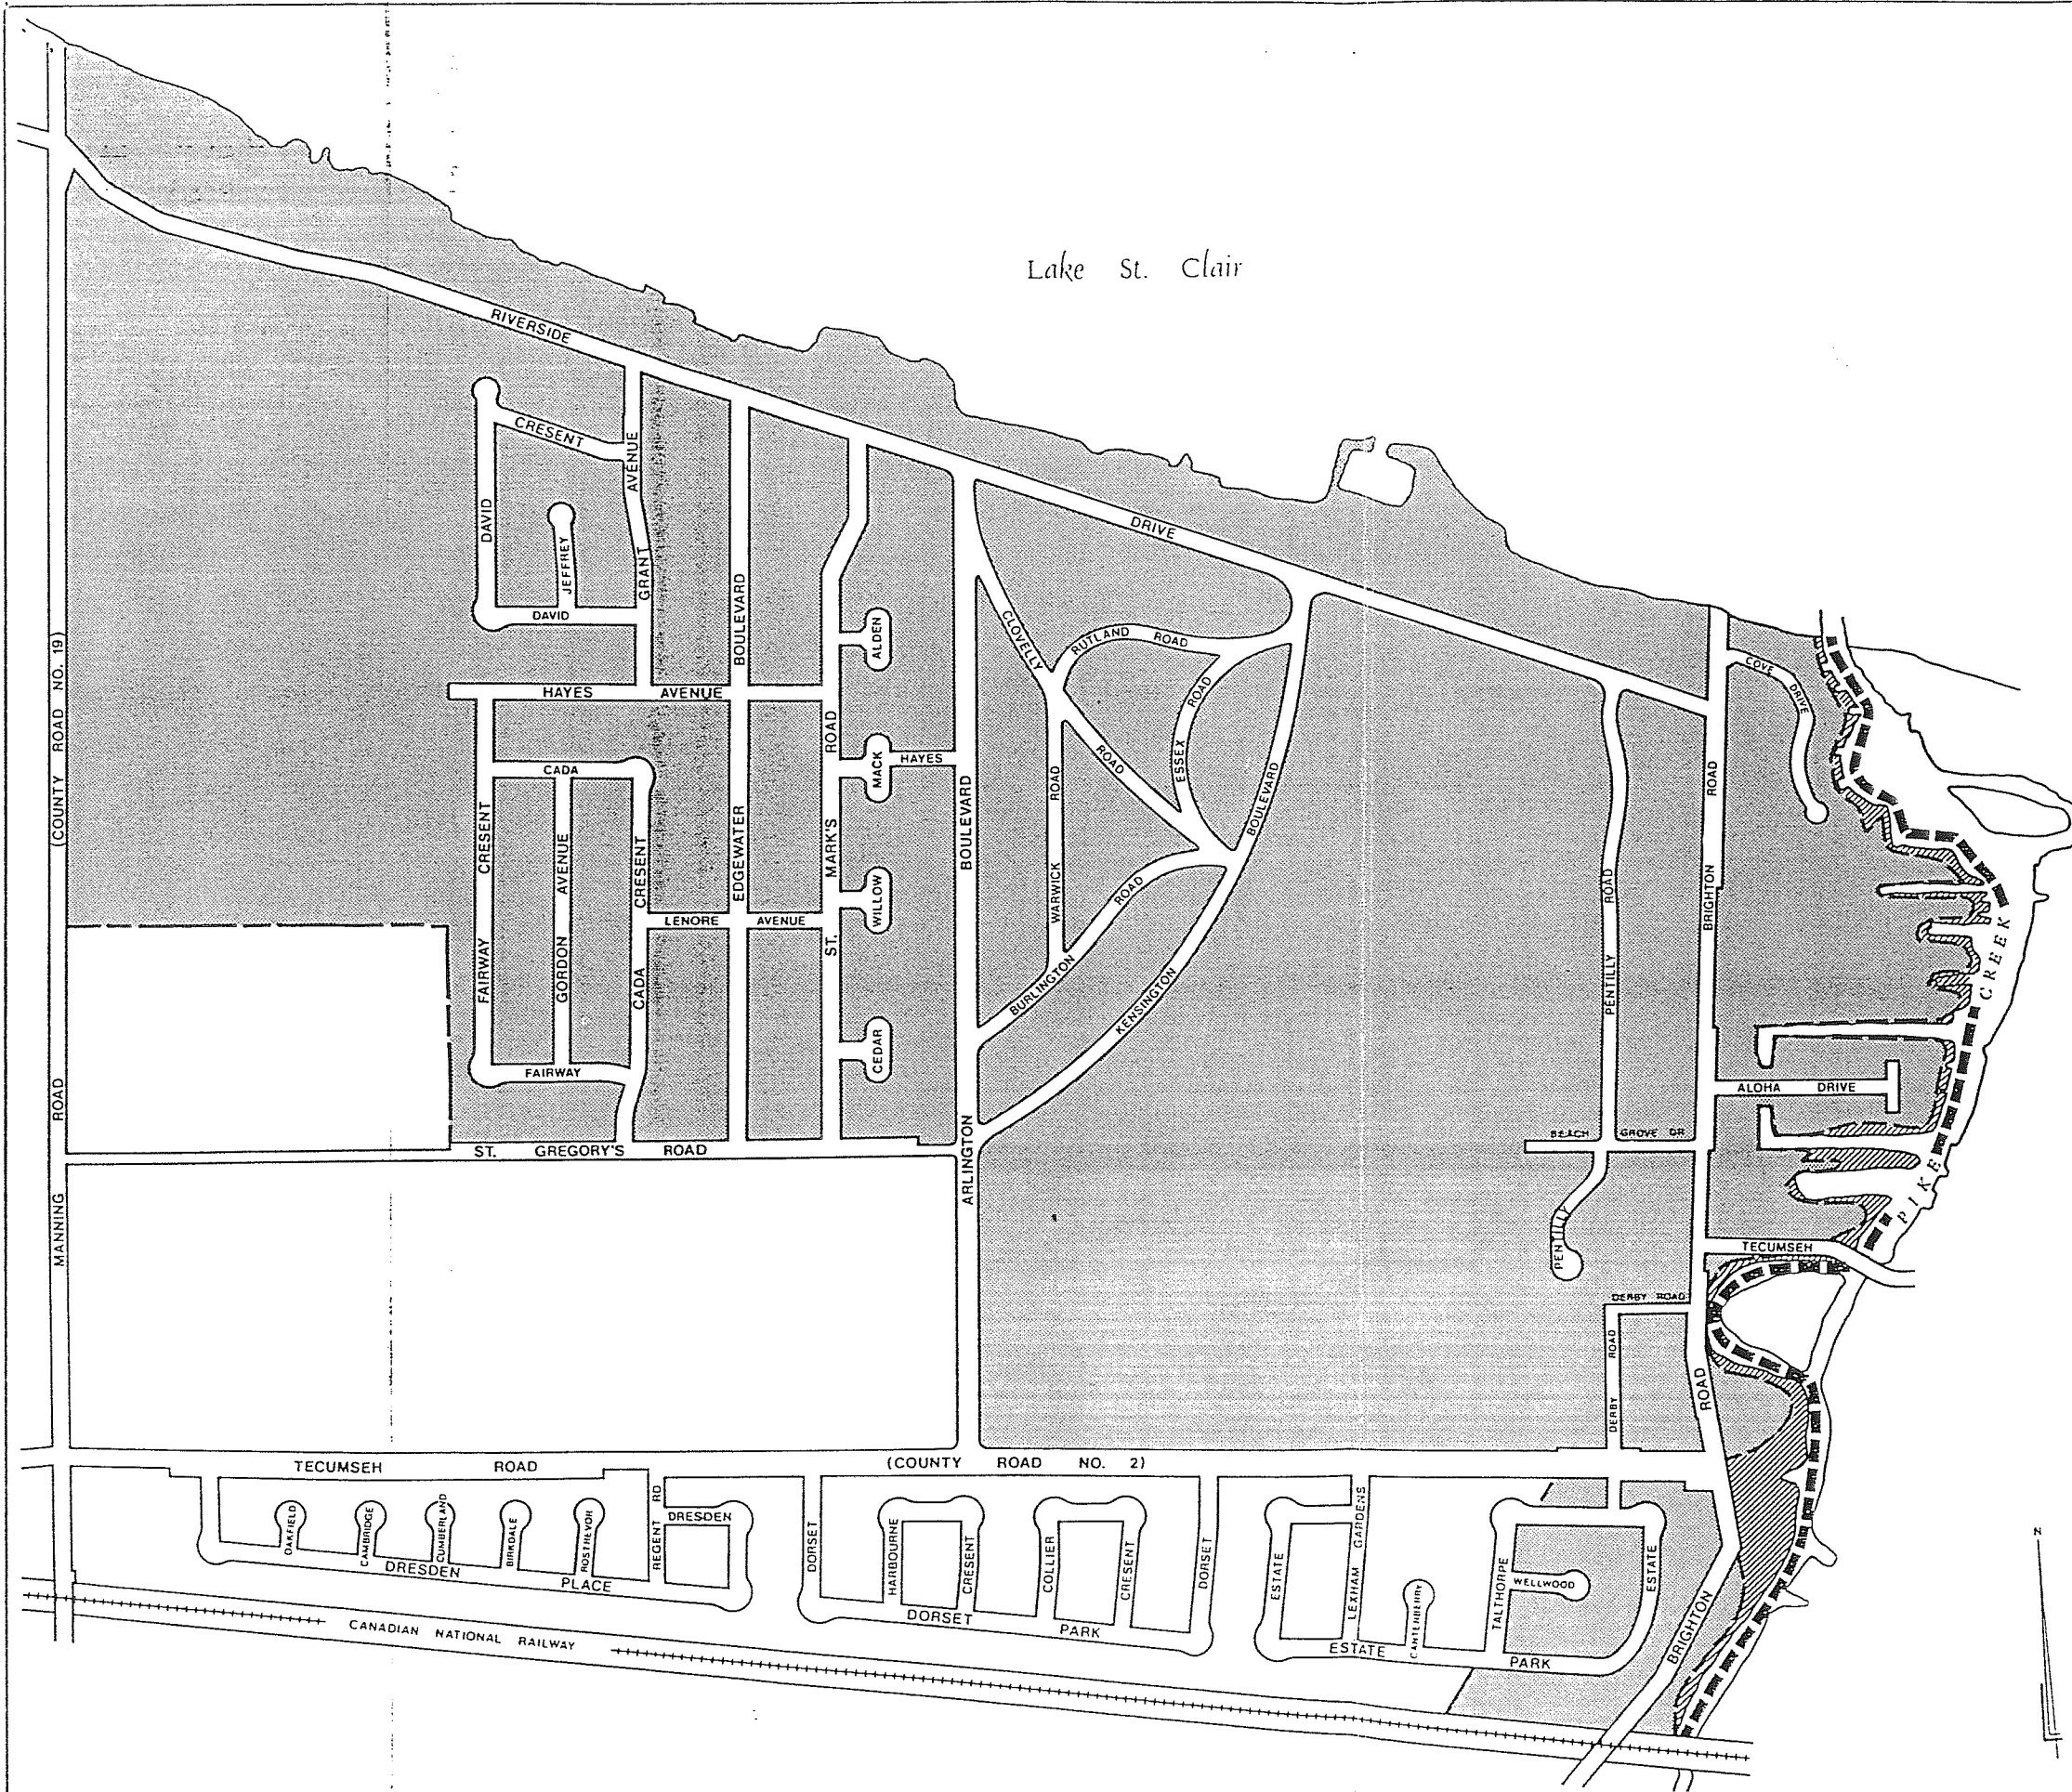 Lake St. Clair
RIVERSIDE
DRIVE
(COUNTY ROAD NO. 19)
MANNING ROAD
CRESENT
DAVID
JEFFREY
DAVID
AVENUE
GRANT
BOULEVARD
EDGEWATER
HAYES AVENUE
ALDEN
MACK
HAYES
WILLOW
CEDAR
ST. MARK'S ROAD
CADA
CRESENT
FAIRWAY
GORDON AVENUE
CRESENT
CADA
LENORE AVENUE
FAIRWAY
ST. GREGORY'S ROAD
BOULEVARD
ARLINGTON
CLOVELLY
ROAD
RUTLAND ROAD
ESSEX ROAD
WARWICK ROAD
BURLINGTON ROAD
KENSINGTON BOULEVARD
PENTILLY ROAD
BRIGHTON ROAD
COVE DRIVE
ALOHA DRIVE
BEACH GROVE DR
PENTILLY
PIKE CREEK
TECUMSEH
DERBY ROAD
DERBY ROAD
ROAD
TECUMSEH ROAD
(COUNTY ROAD NO. 2)
OAKFIELD
CAMBRIDGE
CUMBERLAND
BIRKDALE
ROSTREVOR
REGENT RD
DRESDEN
DRESDEN PLACE
DORSET
HARBOURNE
CRESENT
COLLIER
CRESENT
DORSET
DORSET PARK
ESTATE
LEXHAM GARDENS
CANTERBERRY
TALTHORPE
WELLWOOD
ESTATE
ESTATE PARK
BRIGHTON
CANADIAN NATIONAL RAILWAY
N